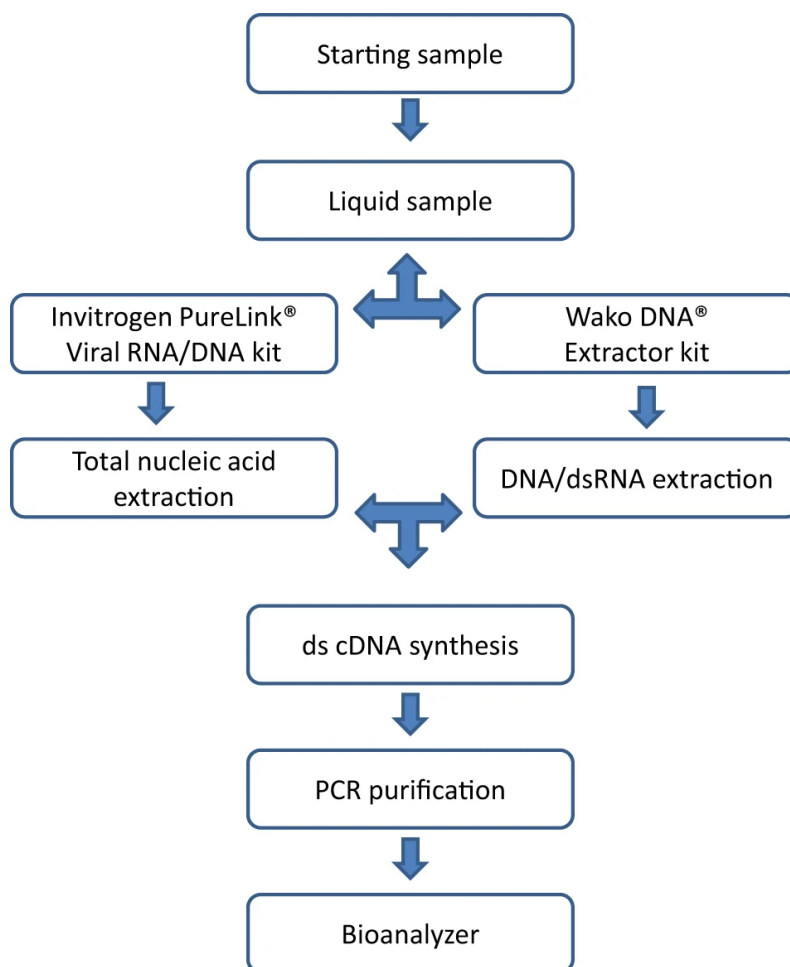 Starting sample
Liquid sample
Invitrogen PureLink®
Viral RNA/DNA kit
Wako DNA®
Extractor kit
Total nucleic acid
extraction
DNA/dsRNA extraction
ds cDNA synthesis
PCR purification
Bioanalyzer